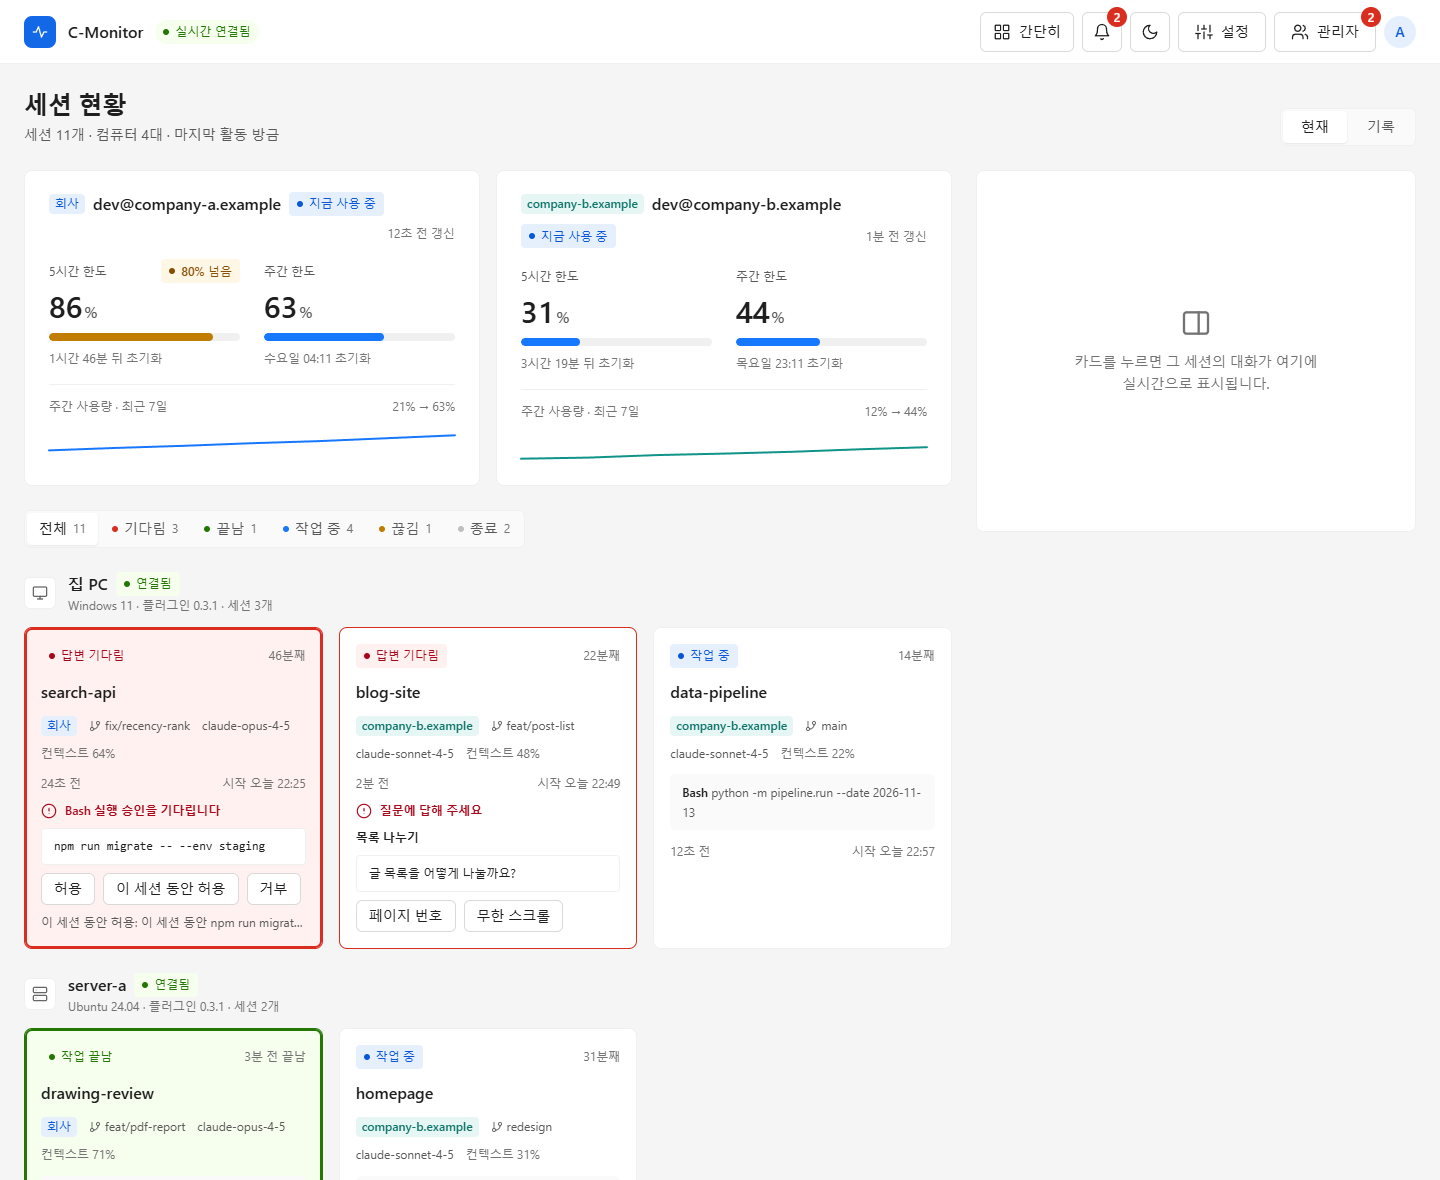 C-Monitor
실시간 연결됨
간단히
2
설정
관리자
2
A
세션 현황
세션 11개 · 컴퓨터 4대 · 마지막 활동 방금
현재
기록
회사
dev@company-a.example
지금 사용 중
12초 전 갱신
5시간 한도
80% 넘음
86%
1시간 46분 뒤 초기화
주간 한도
63%
수요일 04:11 초기화
주간 사용량 · 최근 7일
21% → 63%
company-b.example
dev@company-b.example
지금 사용 중
1분 전 갱신
5시간 한도
31%
3시간 19분 뒤 초기화
주간 한도
44%
목요일 23:11 초기화
주간 사용량 · 최근 7일
12% → 44%
카드를 누르면 그 세션의 대화가 여기에
실시간으로 표시됩니다.
전체 11
기다림 3
끝남 1
작업 중 4
끊김 1
종료 2
집 PC
연결됨
Windows 11 · 플러그인 0.3.1 · 세션 3개
답변 기다림
46분째
search-api
회사
fix/recency-rank
claude-opus-4-5
컨텍스트 64%
24초 전
시작 오늘 22:25
Bash 실행 승인을 기다립니다
npm run migrate -- --env staging
허용
이 세션 동안 허용
거부
이 세션 동안 허용: 이 세션 동안 npm run migrat...
답변 기다림
22분째
blog-site
company-b.example
feat/post-list
claude-sonnet-4-5
컨텍스트 48%
2분 전
시작 오늘 22:49
질문에 답해 주세요
목록 나누기
글 목록을 어떻게 나눌까요?
페이지 번호
무한 스크롤
작업 중
14분째
data-pipeline
company-b.example
main
claude-sonnet-4-5
컨텍스트 22%
Bash python -m pipeline.run --date 2026-11-
13
12초 전
시작 오늘 22:57
server-a
연결됨
Ubuntu 24.04 · 플러그인 0.3.1 · 세션 2개
작업 끝남
3분 전 끝남
drawing-review
회사
feat/pdf-report
claude-opus-4-5
컨텍스트 71%
작업 중
31분째
homepage
company-b.example
redesign
claude-sonnet-4-5
컨텍스트 31%